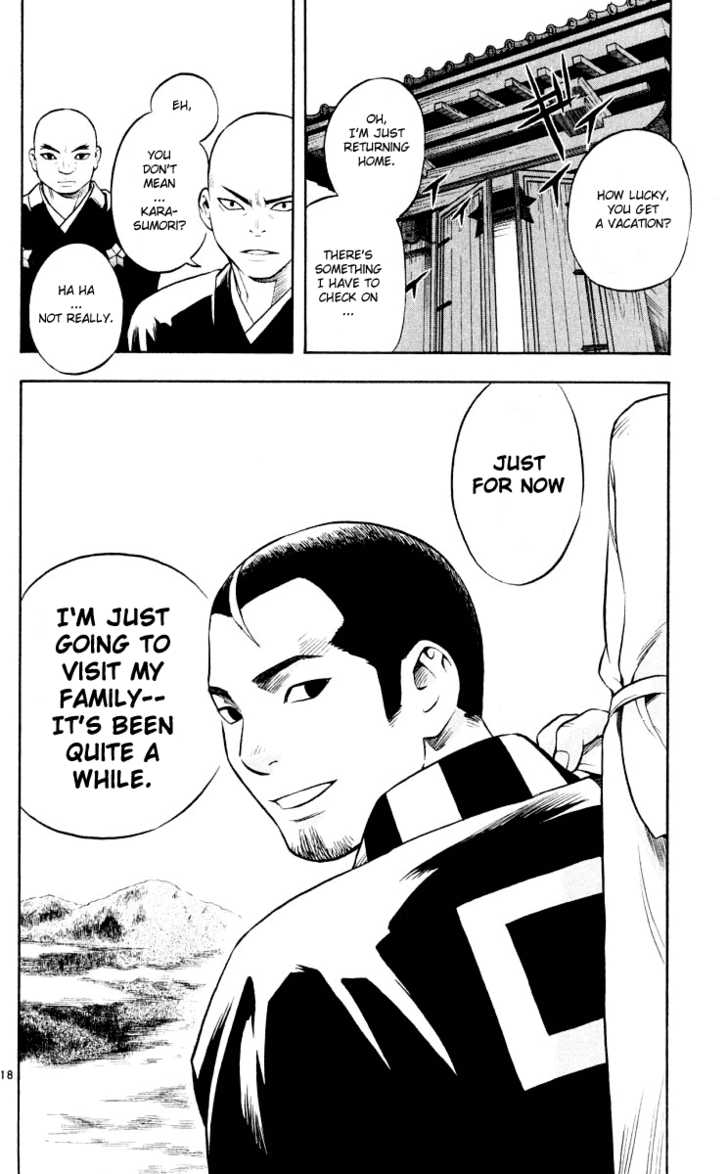 HOW LUCKY,
YOU GET
A VACATION?
OH,
I'M JUST
RETURNING
HOME.
THERE'S
SOMETHING
I HAVE TO
CHECK ON
...
EH,
YOU
DON'T
MEAN
...
KARA-
SUMORI?
HA HA
...
NOT REALLY.
JUST
FOR NOW
I'M JUST
GOING TO
VISIT MY
FAMILY--
IT'S BEEN
QUITE A
WHILE.
18